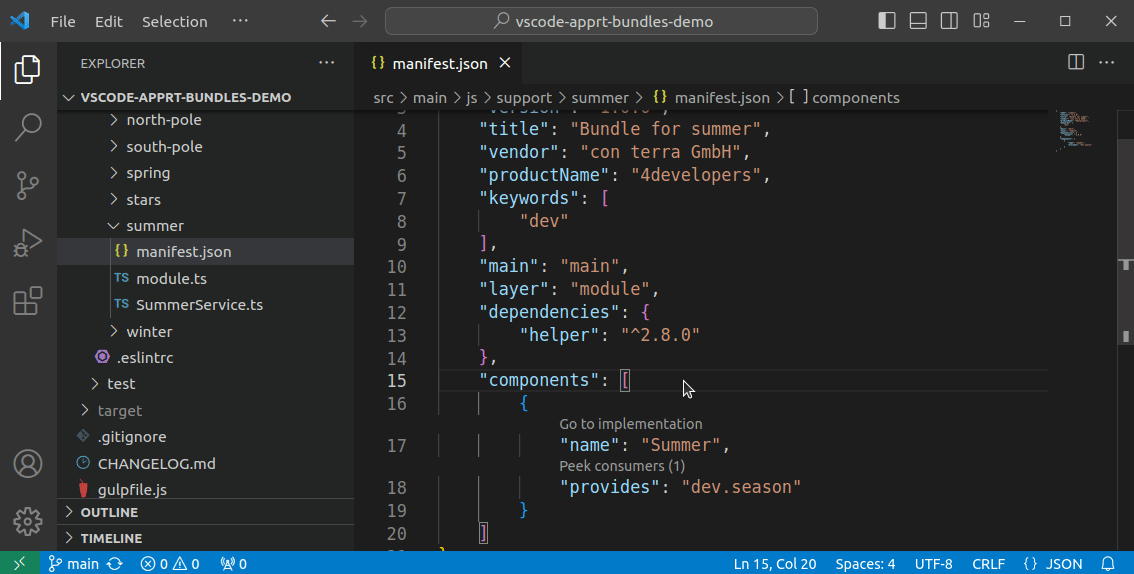 File Edit Selection ···
vscode-apprt-bundles-demo
EXPLORER ···
VSCODE-APPRT-BUNDLES-DEMO
north-pole
south-pole
spring
stars
summer
{} manifest.json
TS module.ts
TS SummerService.ts
winter
.eslintrc
test
target
.gitignore
CHANGELOG.md
gulpfile.js
OUTLINE
TIMELINE
{} manifest.json
src > main > js > support > summer > {} manifest.json > [ ] components
4 "title": "Bundle for summer",
5 "vendor": "con terra GmbH",
6 "productName": "4developers",
7 "keywords": [
8 "dev"
9 ],
10 "main": "main",
11 "layer": "module",
12 "dependencies": {
13 "helper": "^2.8.0"
14 },
15 "components": [
16 {
Go to implementation
17 "name": "Summer",
Peek consumers (1)
18 "provides": "dev.season"
19 }
20 ]
main 0 0 0 Ln 15, Col 20 Spaces: 4 UTF-8 CRLF {} JSON